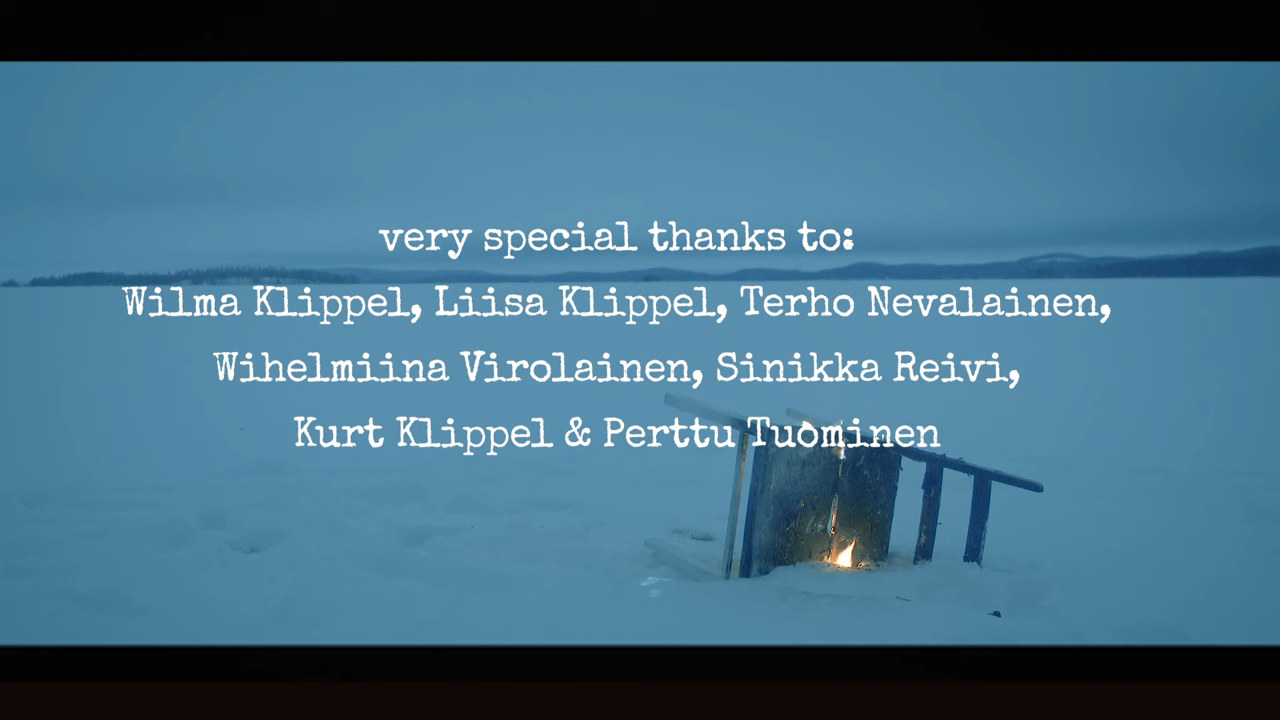 very special thanks to:
Wilma Klippel, Liisa Klippel, Terho Nevalainen,
Wihelmiina Virolainen, Sinikka Reivi,
Kurt Klippel & Perttu Tuominen